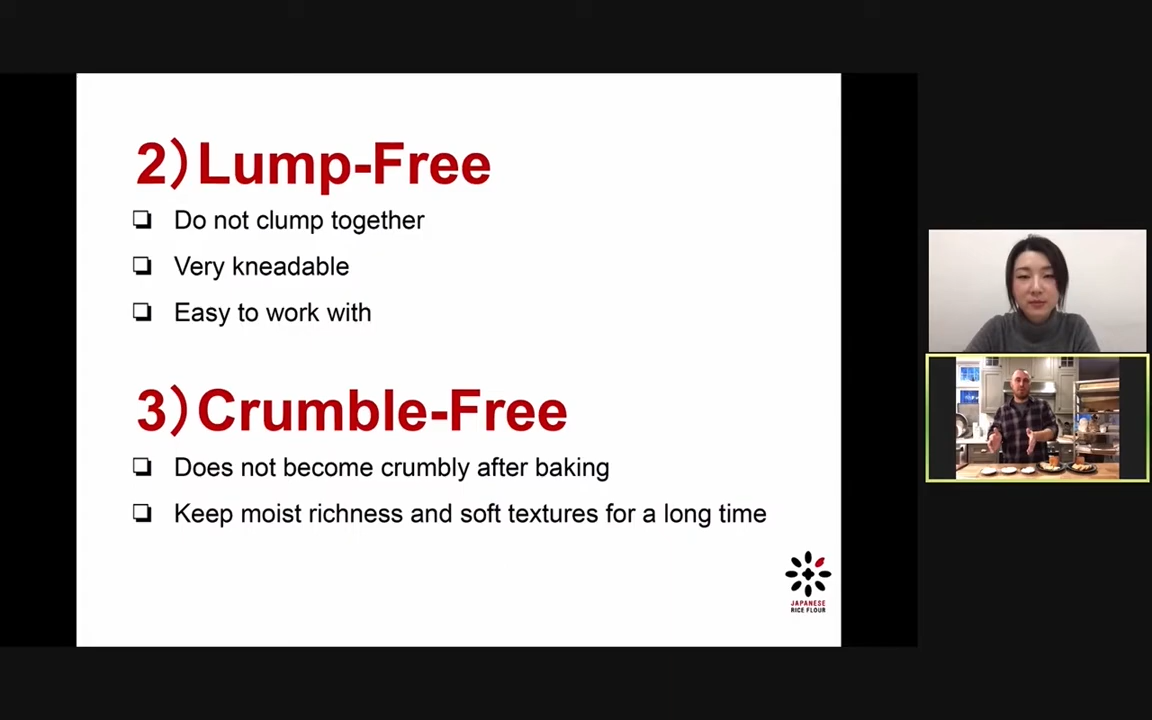 2）Lump-Free
❏ Do not clump together
❏ Very kneadable
❏ Easy to work with
3）Crumble-Free
❏ Does not become crumbly after baking
❏ Keep moist richness and soft textures for a long time
JAPANESE
RICE FLOUR